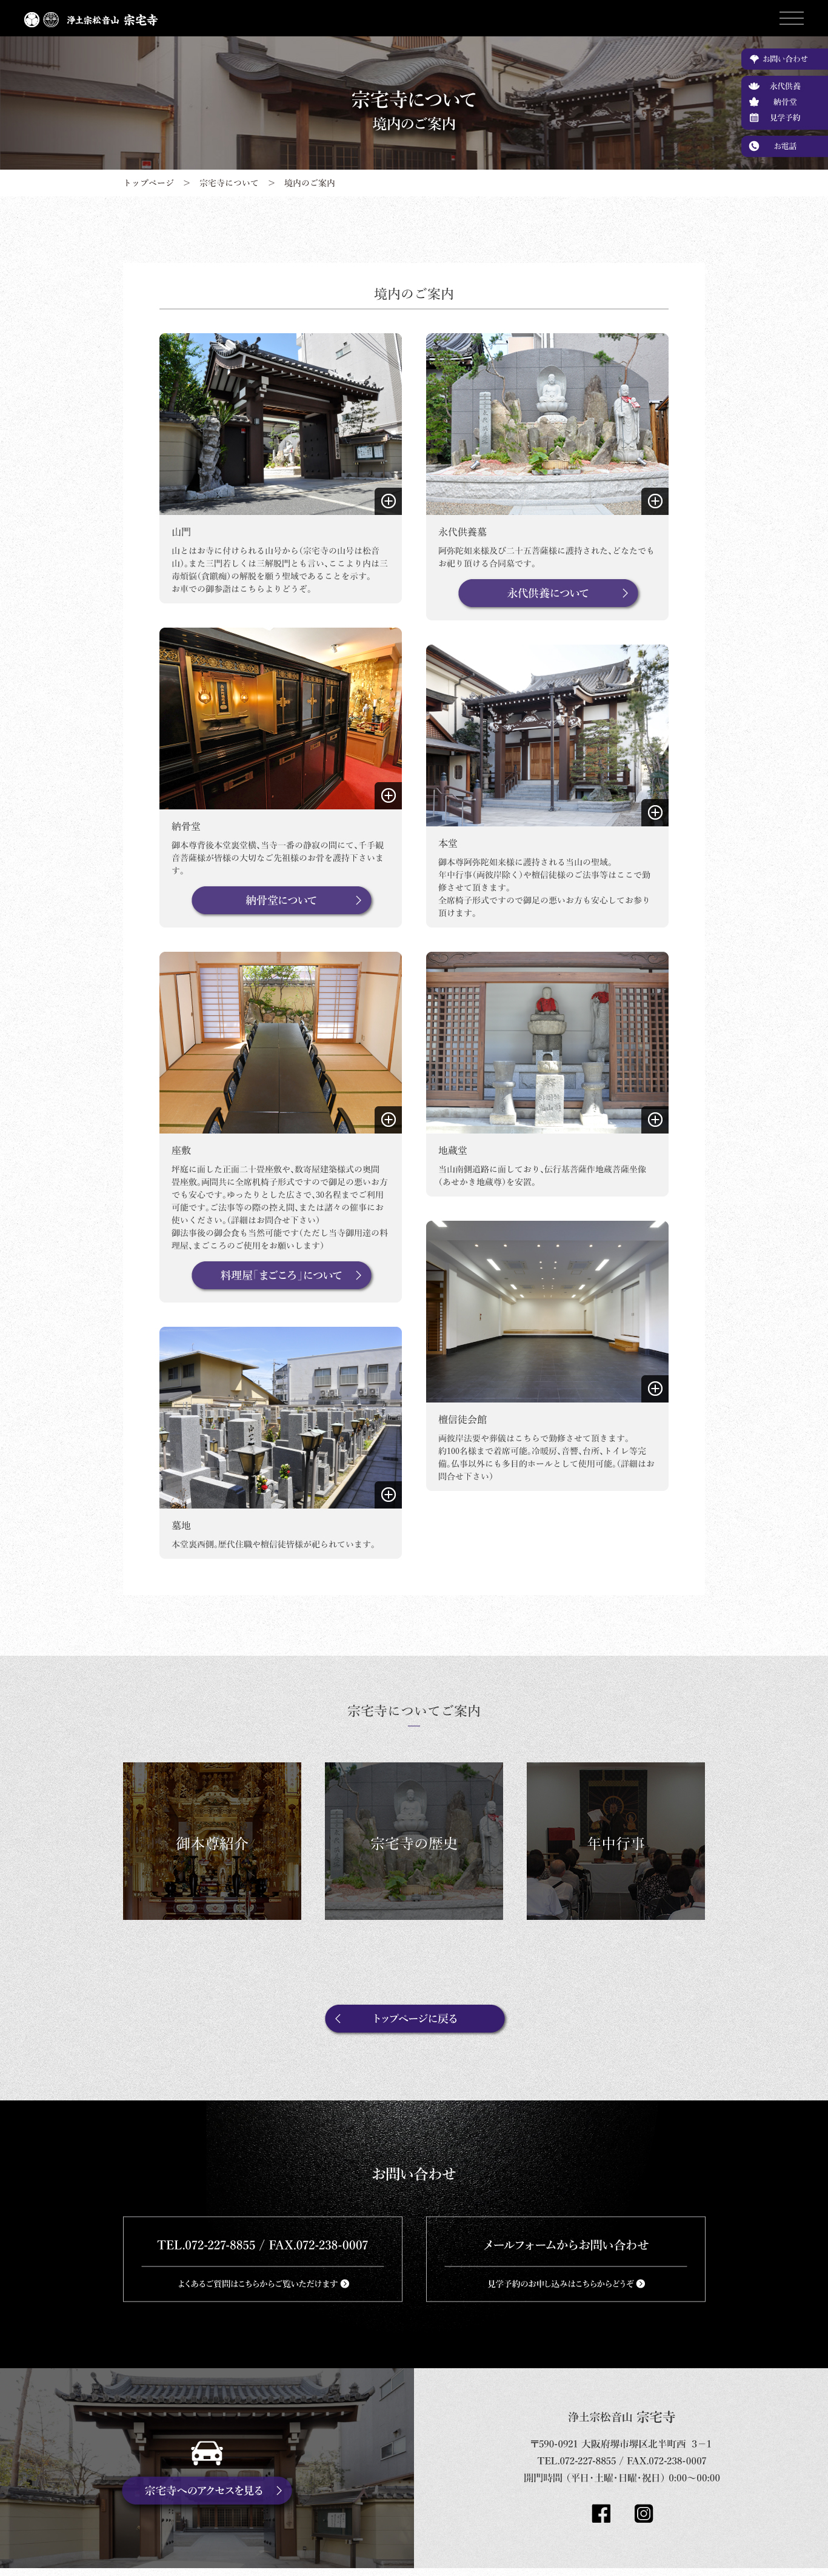 浄土宗松音山 宗宅寺
お問い合わせ
永代供養
納骨堂
見学予約
お電話
宗宅寺について
境内のご案内
トップページ > 宗宅寺について > 境内のご案内
境内のご案内
山門
山とはお寺に付けられる山号から（宗宅寺の山号は松音
山）。また三門若しくは三解脱門とも言い、ここより内は三
毒煩悩（貪瞋痴）の解脱を願う聖域であることを示す。
お車での御参詣はこちらよりどうぞ。
永代供養墓
阿弥陀如来様及び二十五菩薩様に護持された、どなたでも
お祀り頂ける合同墓です。
永代供養について
納骨堂
御本尊背後本堂裏堂横、当寺一番の静寂の間にて、千手観
音菩薩様が皆様の大切なご先祖様のお骨を護持下さいま
す。
納骨堂について
本堂
御本尊阿弥陀如来様に護持される当山の聖域。
年中行事（両彼岸除く）や檀信徒様のご法事等はここで勤
修させて頂きます。
全席椅子形式ですので御足の悪いお方も安心してお参り
頂けます。
座敷
坪庭に面した正面二十畳座敷や、数寄屋建築様式の奥間
畳座敷。両間共に全席机椅子形式ですので御足の悪いお方
でも安心です。ゆったりとした広さで、30名程までご利用
可能です。ご法事等の際の控え間、または諸々の催事にお
使いください。（詳細はお問合せ下さい）
御法事後の御会食も当然可能です（ただし当寺御用達の料
理屋、まごころのご使用をお願いします）
料理屋「まごころ」について
地蔵堂
当山南側道路に面しており、伝行基菩薩作地蔵菩薩坐像
（あせかき地蔵尊）を安置。
檀信徒会館
両彼岸法要や葬儀はこちらで勤修させて頂きます。
約100名様まで着席可能。冷暖房、音響、台所、トイレ等完
備。仏事以外にも多目的ホールとして使用可能。（詳細はお
問合せ下さい）
墓地
本堂裏西側。歴代住職や檀信徒皆様が祀られています。
宗宅寺についてご案内
御本尊紹介
宗宅寺の歴史
年中行事
トップページに戻る
お問い合わせ
TEL.072-227-8855 / FAX.072-238-0007
よくあるご質問はこちらからご覧いただけます
メールフォームからお問い合わせ
見学予約のお申し込みはこちらからどうぞ
宗宅寺へのアクセスを見る
浄土宗松音山 宗宅寺
〒590-0921 大阪府堺市堺区北半町西 3−1
TEL.072-227-8855 / FAX.072-238-0007
開門時間（平日・土曜・日曜・祝日）0:00〜00:00